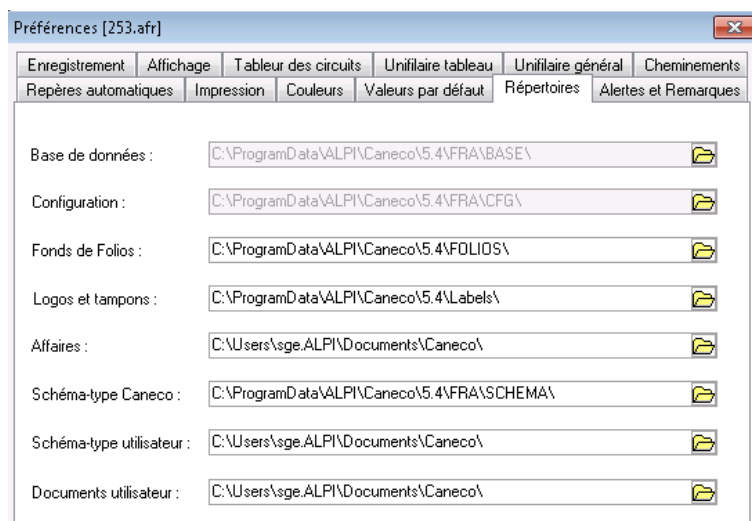 Préférences [253.afr]
Enregistrement Affichage Tableur des circuits Unifilaire tableau Unifilaire général Cheminements
Repères automatiques Impression Couleurs Valeurs par défaut Répertoires Alertes et Remarques
Base de données : C:\ProgramData\ALPI\Caneco\5.4\FRA\BASE\
Configuration : C:\ProgramData\ALPI\Caneco\5.4\FRA\CFG\
Fonds de Folios : C:\ProgramData\ALPI\Caneco\5.4\FOLIOS\
Logos et tampons : C:\ProgramData\ALPI\Caneco\5.4\Labels\
Affaires : C:\Users\sge.ALPI\Documents\Caneco\
Schéma-type Caneco : C:\ProgramData\ALPI\Caneco\5.4\FRA\SCHEMA\
Schéma-type utilisateur : C:\Users\sge.ALPI\Documents\Caneco\
Documents utilisateur : C:\Users\sge.ALPI\Documents\Caneco\